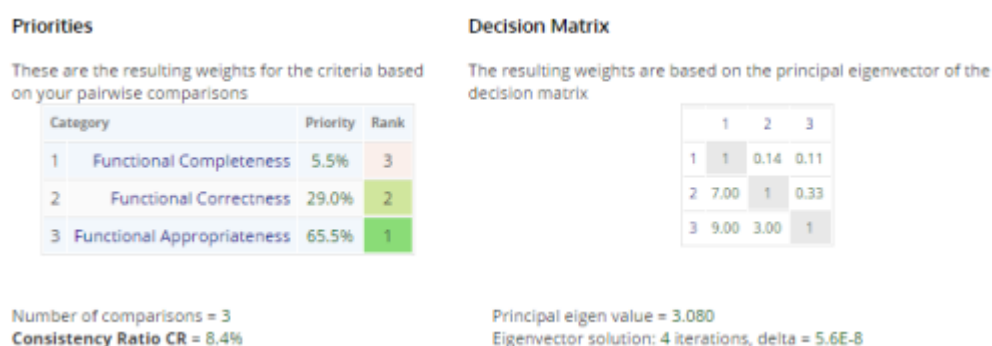 Priorities
These are the resulting weights for the criteria based
on your pairwise comparisons
Category Priority Rank
1 Functional Completeness 5.5% 3
2 Functional Correctness 29.0% 2
3 Functional Appropriateness 65.5% 1
Number of comparisons = 3
Consistency Ratio CR = 8.4%
Decision Matrix
The resulting weights are based on the principal eigenvector of the
decision matrix
1 2 3
1 1 0.14 0.11
2 7.00 1 0.33
3 9.00 3.00 1
Principal eigen value = 3.080
Eigenvector solution: 4 iterations, delta = 5.6E-8